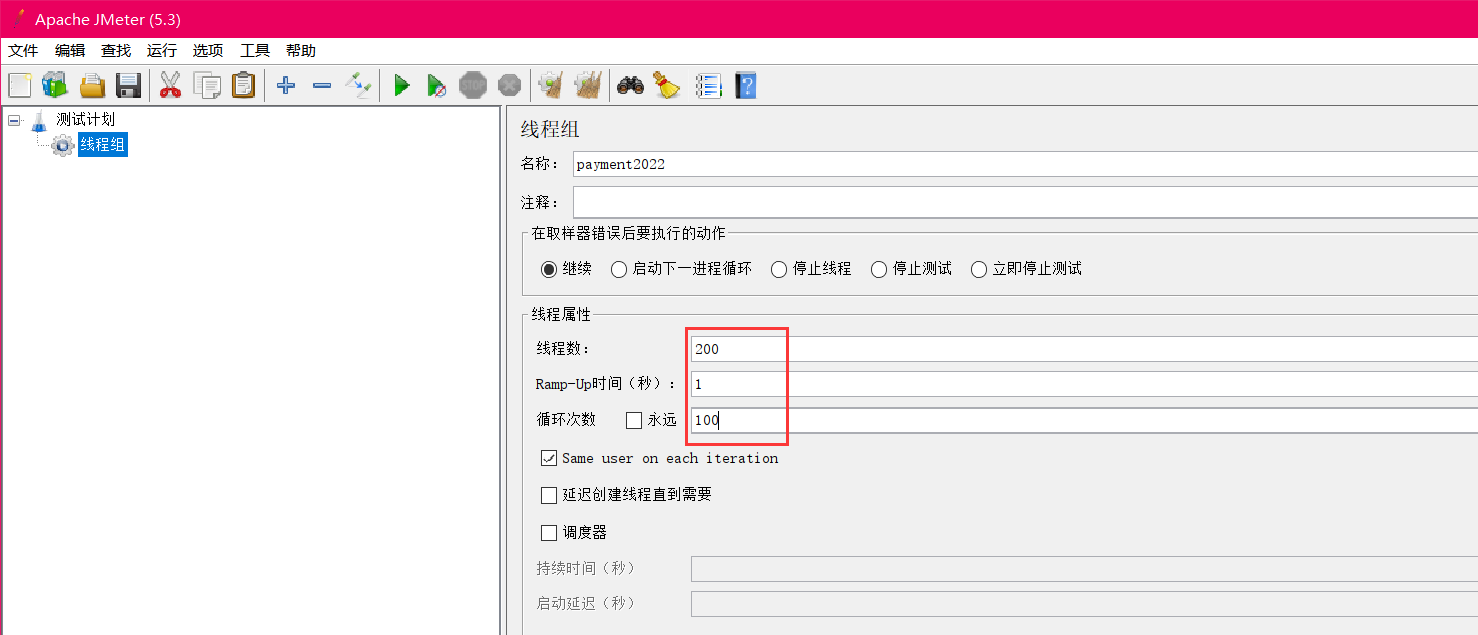 Apache JMeter (5.3)
文件 编辑 查找 运行 选项 工具 帮助
STOP
?
测试计划
线程组
线程组
名称： payment2022
注释：
在取样器错误后要执行的动作
继续 启动下一进程循环 停止线程 停止测试 立即停止测试
线程属性
线程数： 200
Ramp-Up时间（秒）： 1
循环次数 永远 100
Same user on each iteration
延迟创建线程直到需要
调度器
持续时间（秒）
启动延迟（秒）